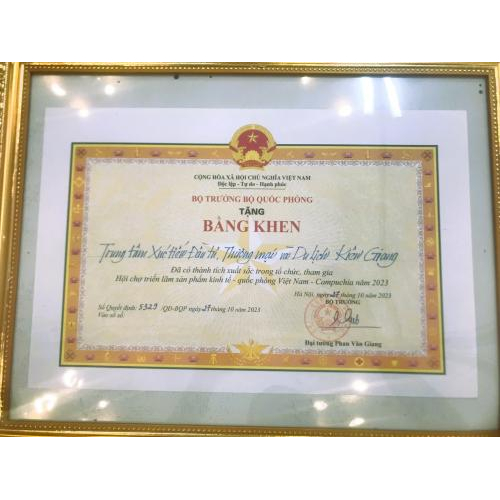 CỘNG HÒA XÃ HỘI CHỦ NGHĨA VIỆT NAM
Độc lập - Tự do - Hạnh phúc
BỘ TRƯỞNG BỘ QUỐC PHÒNG
TẶNG
BẰNG KHEN
Trung tâm Xúc tiến Đầu tư, Thương mại và Du lịch Kiên Giang
Đã có thành tích xuất sắc trong tổ chức, tham gia
Hội chợ triển lãm sản phẩm kinh tế - quốc phòng Việt Nam - Campuchia năm 2023
Hà Nội, ngày tháng 10 năm 2023
BỘ TRƯỞNG
Số Quyết định: 5329 /QĐ-BQP ngày tháng 10 năm 2023
Vào sổ số:
Đại tướng Phan Văn Giang